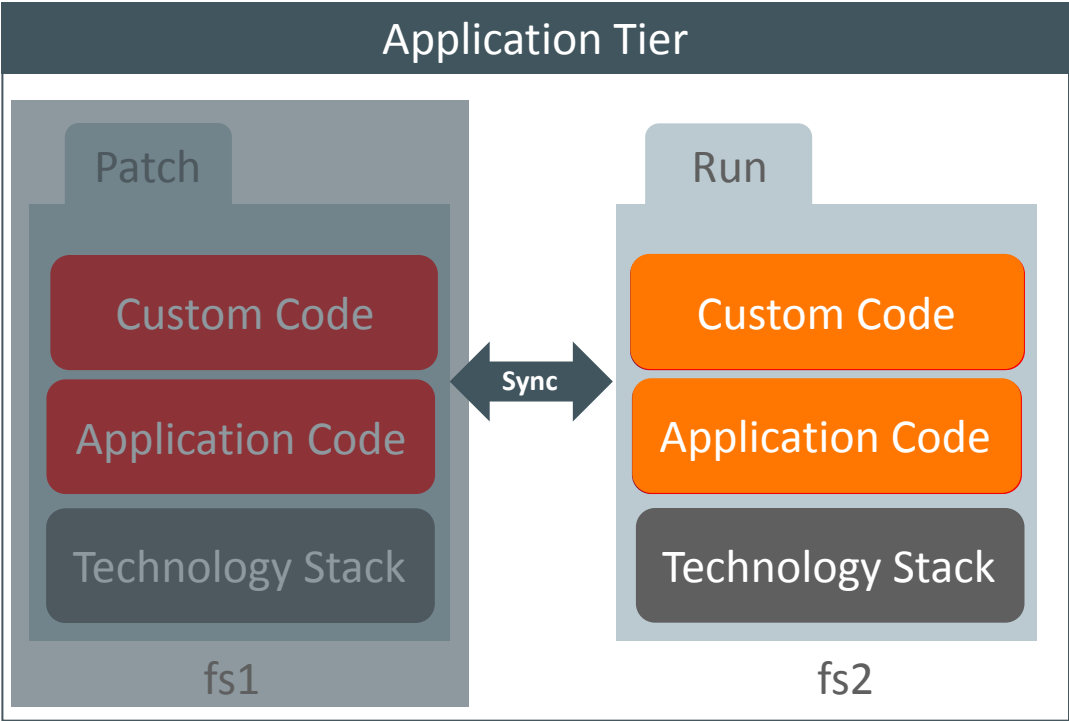 Application Tier
Patch
Custom Code
Application Code
Technology Stack
fs1
Sync
Run
Custom Code
Application Code
Technology Stack
fs2